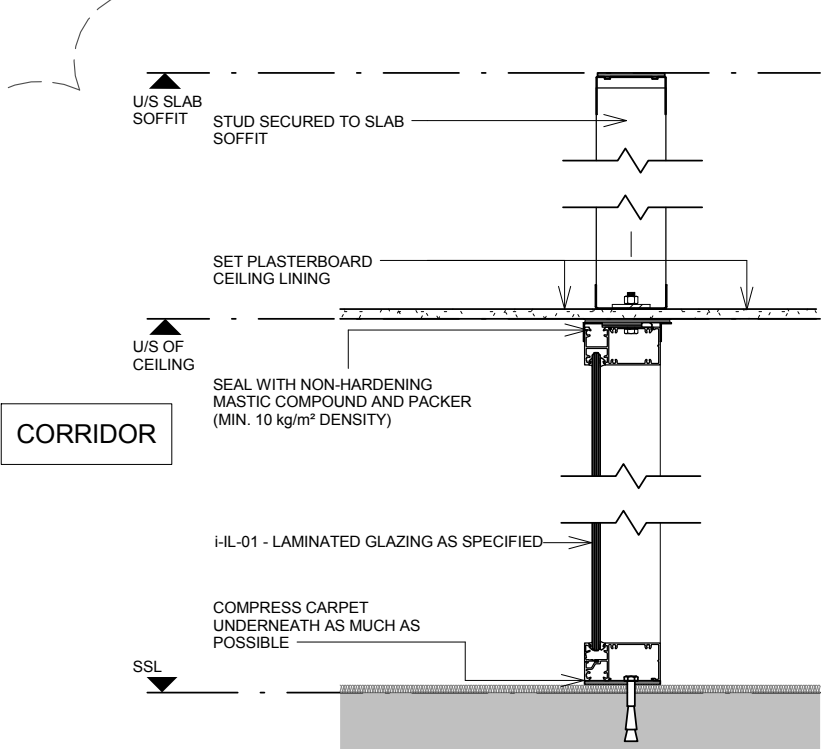 U/S SLAB
SOFFIT
STUD SECURED TO SLAB
SOFFIT
SET PLASTERBOARD
CEILING LINING
U/S OF
CEILING
SEAL WITH NON-HARDENING
MASTIC COMPOUND AND PACKER
(MIN. 10 kg/m² DENSITY)
CORRIDOR
i-IL-01 - LAMINATED GLAZING AS SPECIFIED
COMPRESS CARPET
UNDERNEATH AS MUCH AS
POSSIBLE
SSL